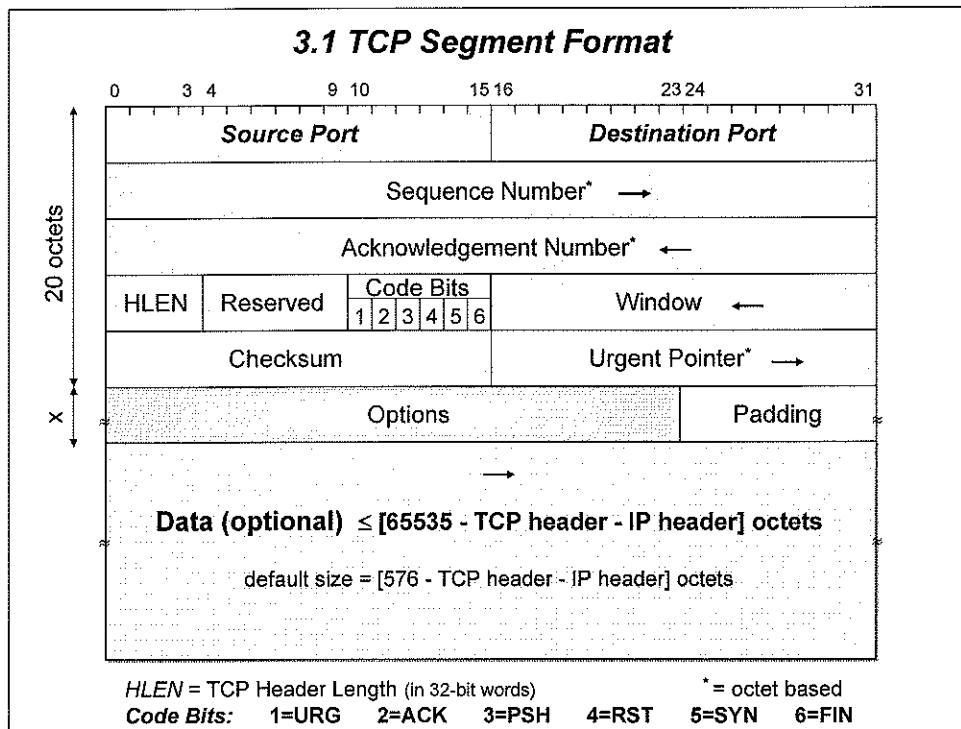 3.1 TCP Segment Format
0 3 4 9 10 15 16 23 24 31
Source Port Destination Port
Sequence Number* →
Acknowledgement Number* ←
20 octets
HLEN Reserved Code Bits Window ←
1 2 3 4 5 6
Checksum Urgent Pointer* →
x
Options Padding
≈ ≈
→
Data (optional) ≤ [65535 - TCP header - IP header] octets
≈ ≈
default size = [576 - TCP header - IP header] octets
HLEN = TCP Header Length (in 32-bit words) * = octet based
Code Bits: 1=URG 2=ACK 3=PSH 4=RST 5=SYN 6=FIN